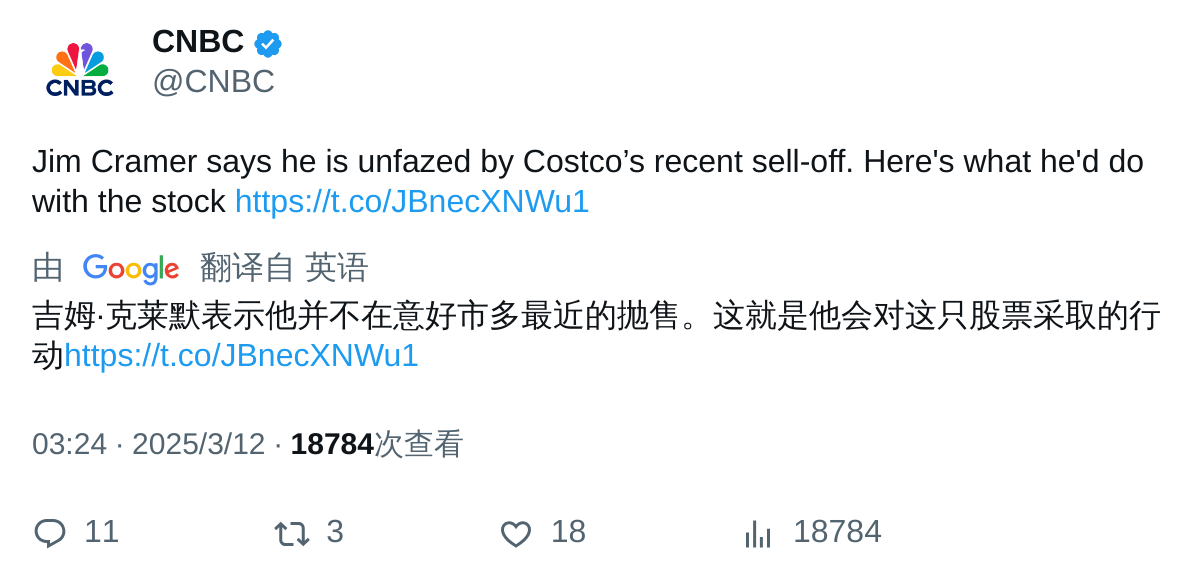 CNBC
CNBC
@CNBC
Jim Cramer says he is unfazed by Costco’s recent sell-off. Here's what he'd do
with the stock https://t.co/JBnecXNWu1
由 Google 翻译自 英语
吉姆·克莱默表示他并不在意好市多最近的抛售。这就是他会对这只股票采取的行
动https://t.co/JBnecXNWu1
03:24 · 2025/3/12 · 18784次查看
11 3 18 18784